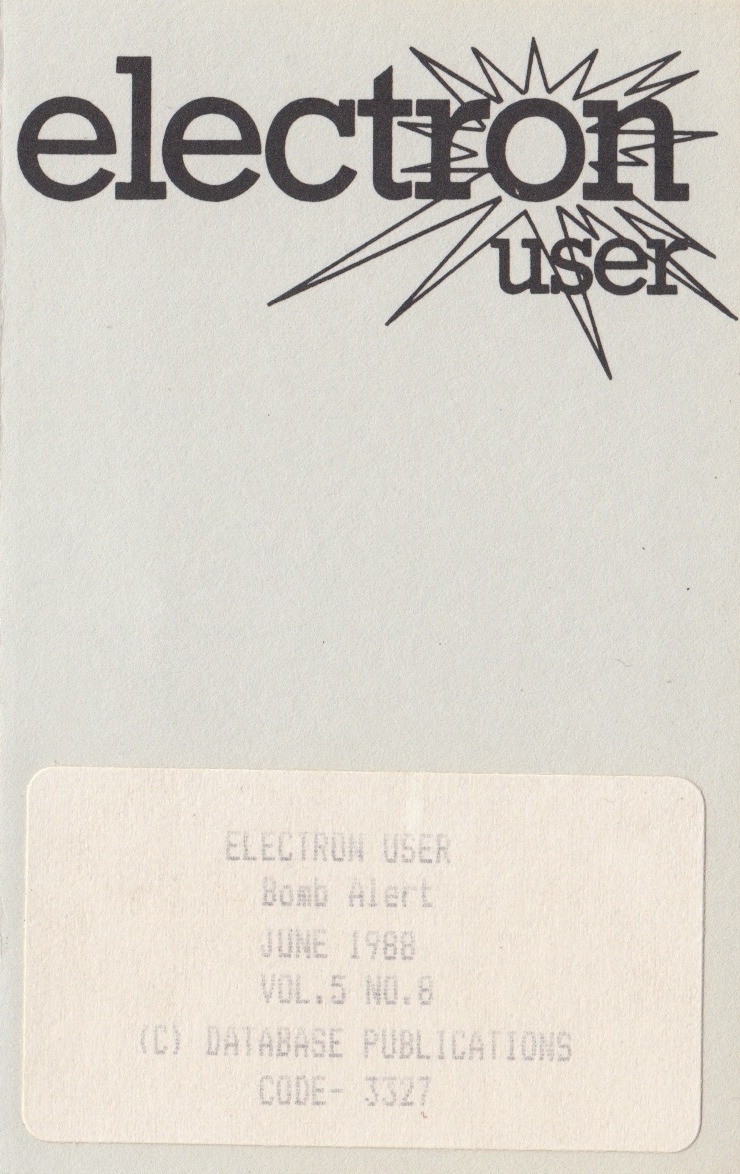 electron
user
ELECTRON USER
Bomb Alert
JUNE 1988
VOL.5 NO.8
(C) DATABASE PUBLICATIONS
CODE- 3327